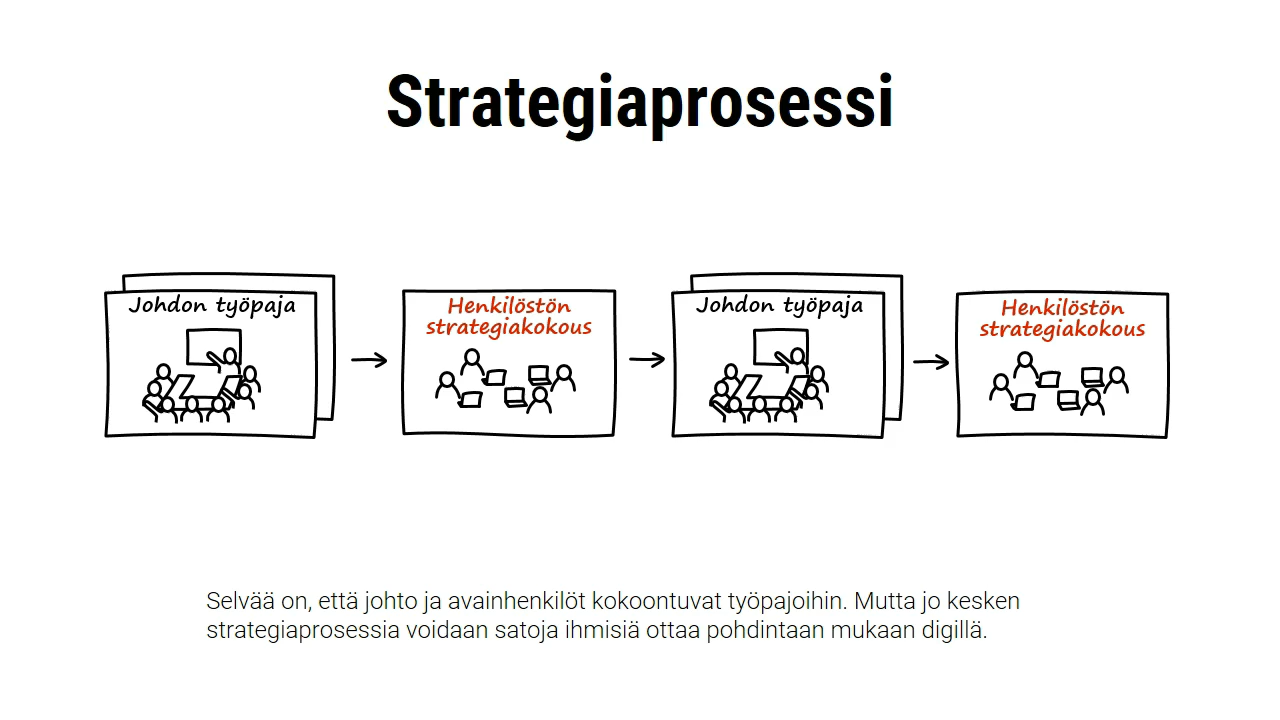 Strategiaprosessi
Johdon työpaja
Henkilöstön
strategiakokous
Johdon työpaja
Henkilöstön
strategiakokous
Selvää on, että johto ja avainhenkilöt kokoontuvat työpajoihin. Mutta jo kesken
strategiaprosessia voidaan satoja ihmisiä ottaa pohdintaan mukaan digillä.